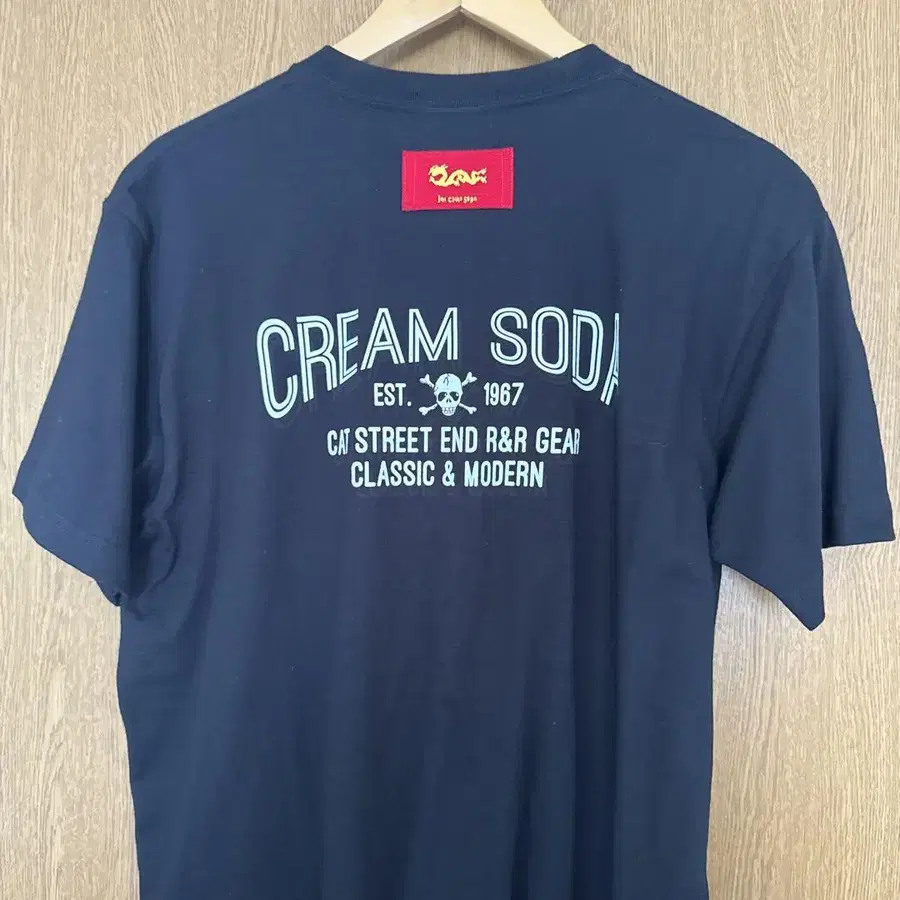 CREAM SODA
EST. 1967
CAT STREET END R&R GEAR
CLASSIC & MODERN